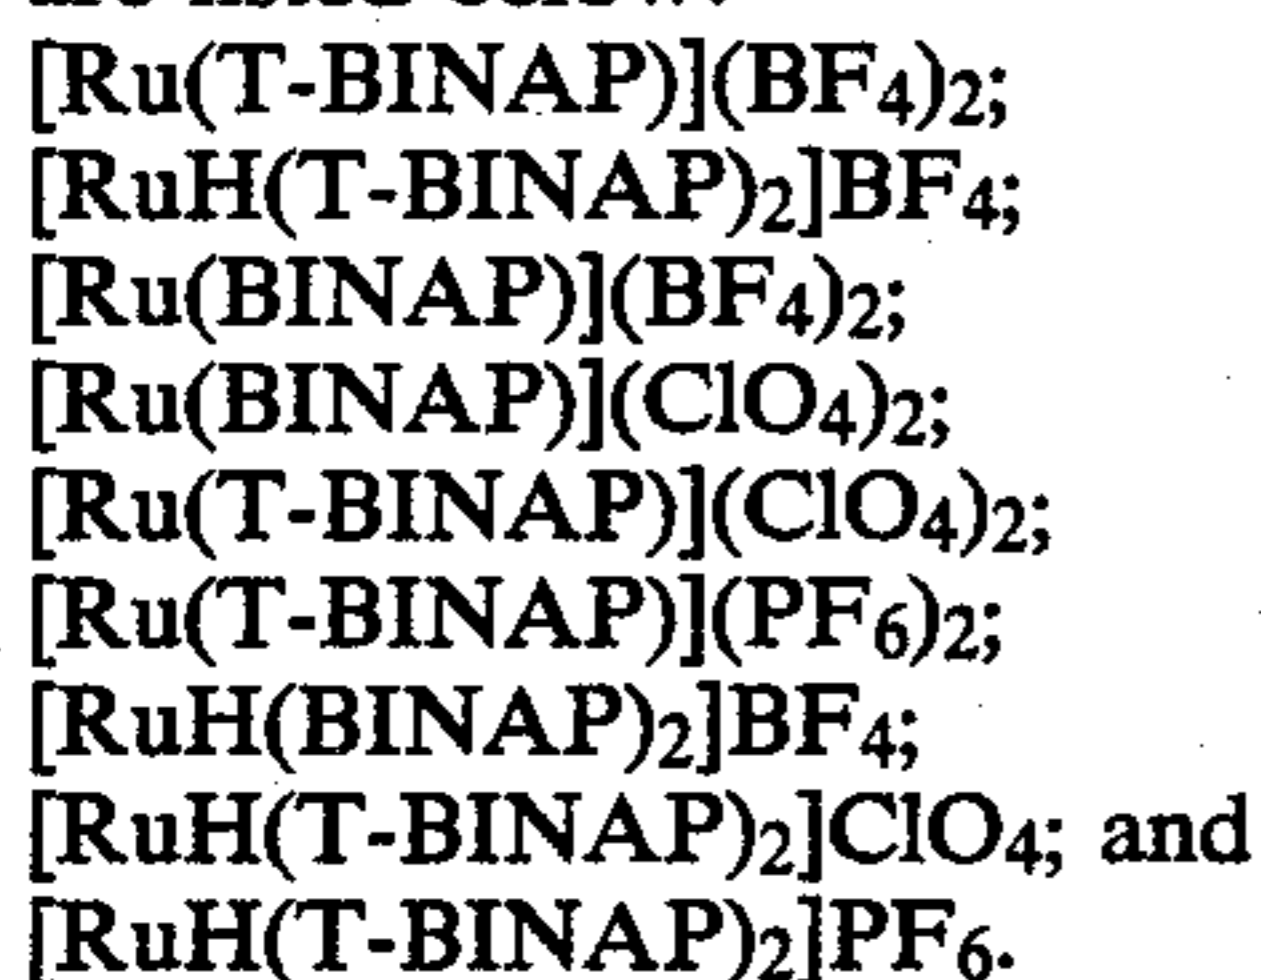 [Ru(T-BINAP)](BF4)2;
[RuH(T-BINAP)2]BF4;
[Ru(BINAP)](BF4)2;
[Ru(BINAP)](ClO4)2;
[Ru(T-BINAP)](ClO4)2;
[Ru(T-BINAP)](PF6)2;
[RuH(BINAP)2]BF4;
[RuH(T-BINAP)2]ClO4; and
[RuH(T-BINAP)2]PF6.